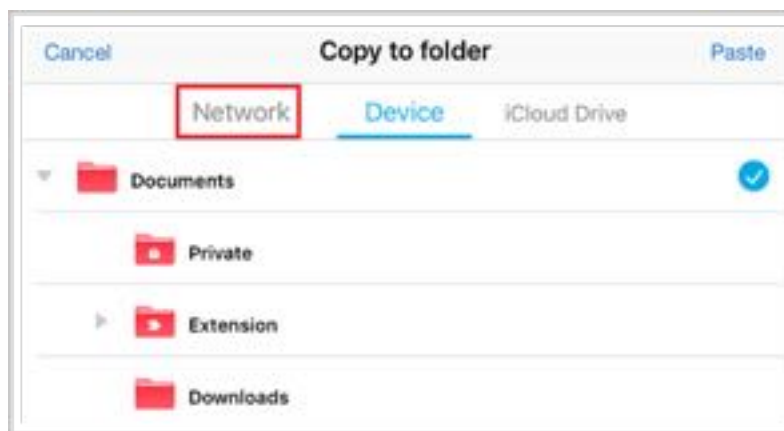 Cancel Copy to folder Paste
Network Device iCloud Drive
Documents
Private
Extension
Downloads